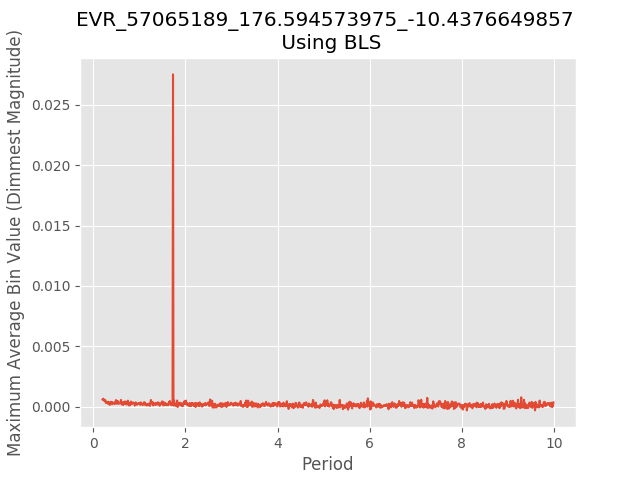 EVR_57065189_176.594573975_-10.4376649857
Using BLS
Maximum Average Bin Value (Dimmest Magnitude)
0.025
0.020
0.015
0.010
0.005
0.000
0 2 4 6 8 10
Period